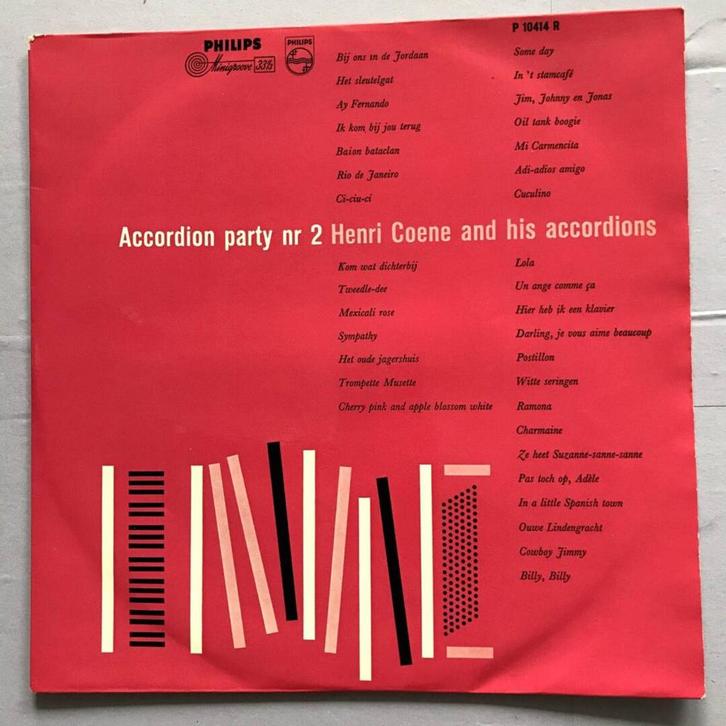 PHILIPS
Minigroove 33⅓
PHILIPS
P 10414 R
Bij ons in de Jordaan
Het sleutelgat
Ay Fernando
Ik kom bij jou terug
Baion bataclan
Rio de Janeiro
Ci-ciu-ci
Some day
In 't stamcafé
Jim, Johnny en Jonas
Oil tank boogie
Mi Carmencita
Adi-adios amigo
Cuculino
Accordion party nr 2 Henri Coene and his accordions
Kom wat dichterbij
Tweedle-dee
Mexicali rose
Sympathy
Het oude jagershuis
Trompette Musette
Cherry pink and apple blossom white
Lola
Un ange comme ça
Hier heb ik een klavier
Darling, je vous aime beaucoup
Postillon
Witte seringen
Ramona
Charmaine
Ze heet Suzanne-sanne-sanne
Pas toch op, Adèle
In a little Spanish town
Ouwe Lindengracht
Cowboy Jimmy
Billy, Billy